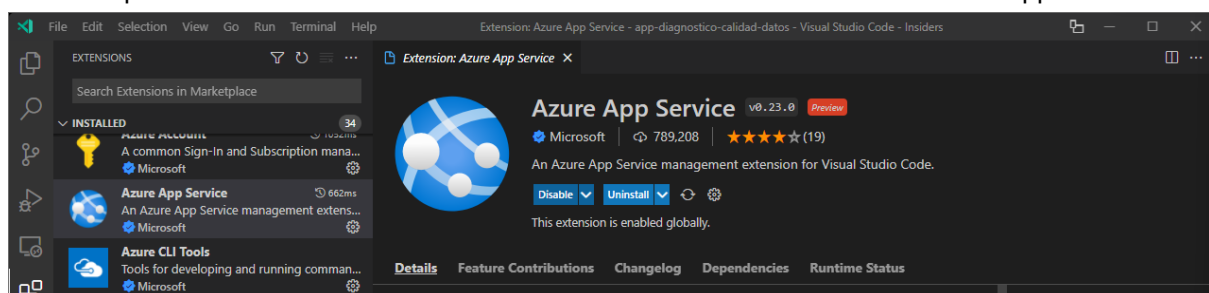 File Edit Selection View Go Run Terminal Help
Extension: Azure App Service - app-diagnostico-calidad-datos - Visual Studio Code - Insiders
EXTENSIONS
Search Extensions in Marketplace
INSTALLED 34
Azure Account 1052ms
A common Sign-In and Subscription mana...
Microsoft
Azure App Service 662ms
An Azure App Service management extens...
Microsoft
Azure CLI Tools
Tools for developing and running comman...
Microsoft
Extension: Azure App Service
Azure App Service v0.23.0 Preview
Microsoft 789,208 (19)
An Azure App Service management extension for Visual Studio Code.
Disable Uninstall
This extension is enabled globally.
Details Feature Contributions Changelog Dependencies Runtime Status